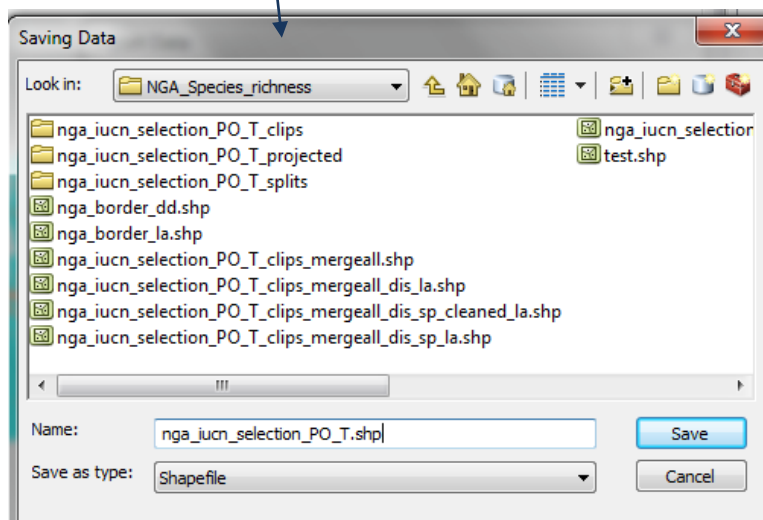 Saving Data
Look in: NGA_Species_richness
nga_iucn_selection_PO_T_clips
nga_iucn_selection_PO_T_projected
nga_iucn_selection_PO_T_splits
nga_border_dd.shp
nga_border_la.shp
nga_iucn_selection_PO_T_clips_mergeall.shp
nga_iucn_selection_PO_T_clips_mergeall_dis_la.shp
nga_iucn_selection_PO_T_clips_mergeall_dis_sp_cleaned_la.shp
nga_iucn_selection_PO_T_clips_mergeall_dis_sp_la.shp
nga_iucn_selection
test.shp
Name: nga_iucn_selection_PO_T.shp Save
Save as type: Shapefile Cancel